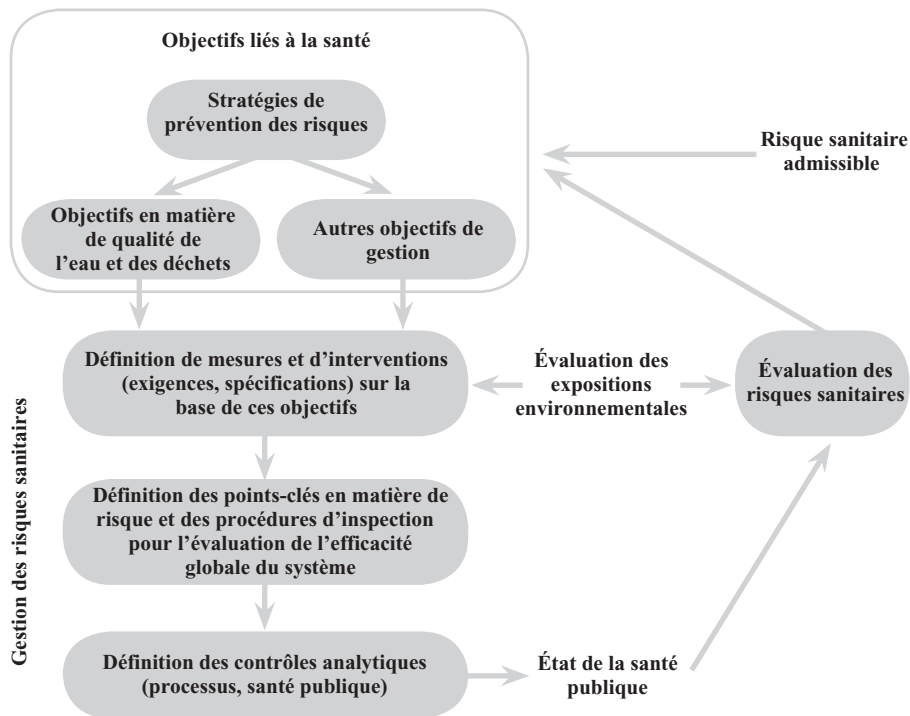 Objectifs liés à la santé
Stratégies de
prévention des risques
Risque sanitaire
admissible
Objectifs en matière
de qualité de
l’eau et des déchets
Autres objectifs de
gestion
Définition de mesures et d’interventions
(exigences, spécifications) sur la
base de ces objectifs
Évaluation des
expositions
environnementales
Évaluation des
risques sanitaires
Gestion des risques sanitaires
Définition des points-clés en matière de
risque et des procédures d’inspection
pour l’évaluation de l’efficacité
globale du système
Définition des contrôles analytiques
(processus, santé publique)
État de la santé
publique